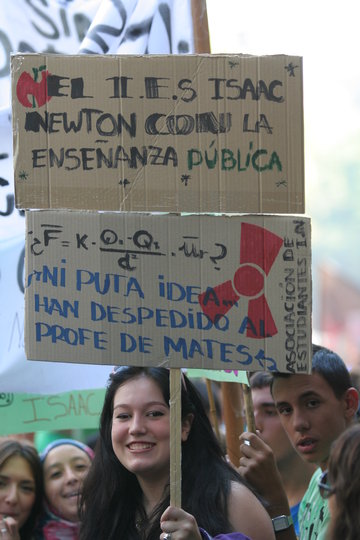 EL I.E.S ISAAC
NEWTON CON LA
ENSEÑANZA PÚBLICA
¿F = K · Q₁ · Q₂ / d² · ur?
¡NI PUTA IDEA...
HAN DESPEDIDO AL
PROFE DE MATES
ASOCIACIÓN DE
ESTUDIANTES I.N.
ISAAC